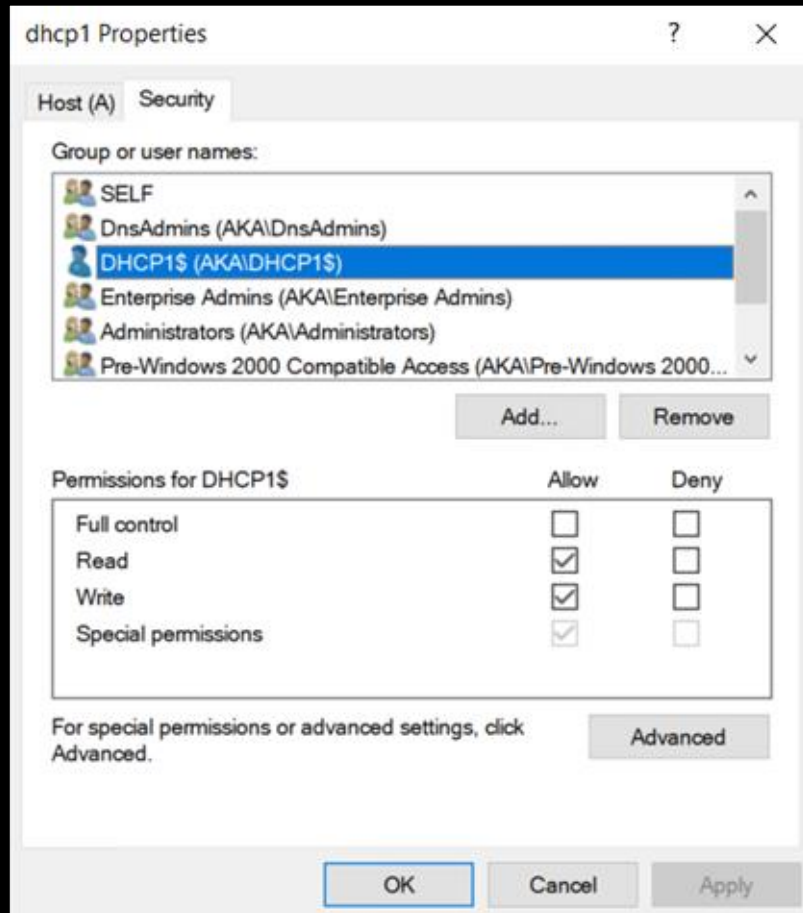 dhcp1 Properties ? ×
Host (A) Security
Group or user names:
SELF
DnsAdmins (AKA\DnsAdmins)
DHCP1$ (AKA\DHCP1$)
Enterprise Admins (AKA\Enterprise Admins)
Administrators (AKA\Administrators)
Pre-Windows 2000 Compatible Access (AKA\Pre-Windows 2000...
Add... Remove
Permissions for DHCP1$ Allow Deny
Full control
Read
Write
Special permissions
For special permissions or advanced settings, click
Advanced.
Advanced
OK Cancel Apply